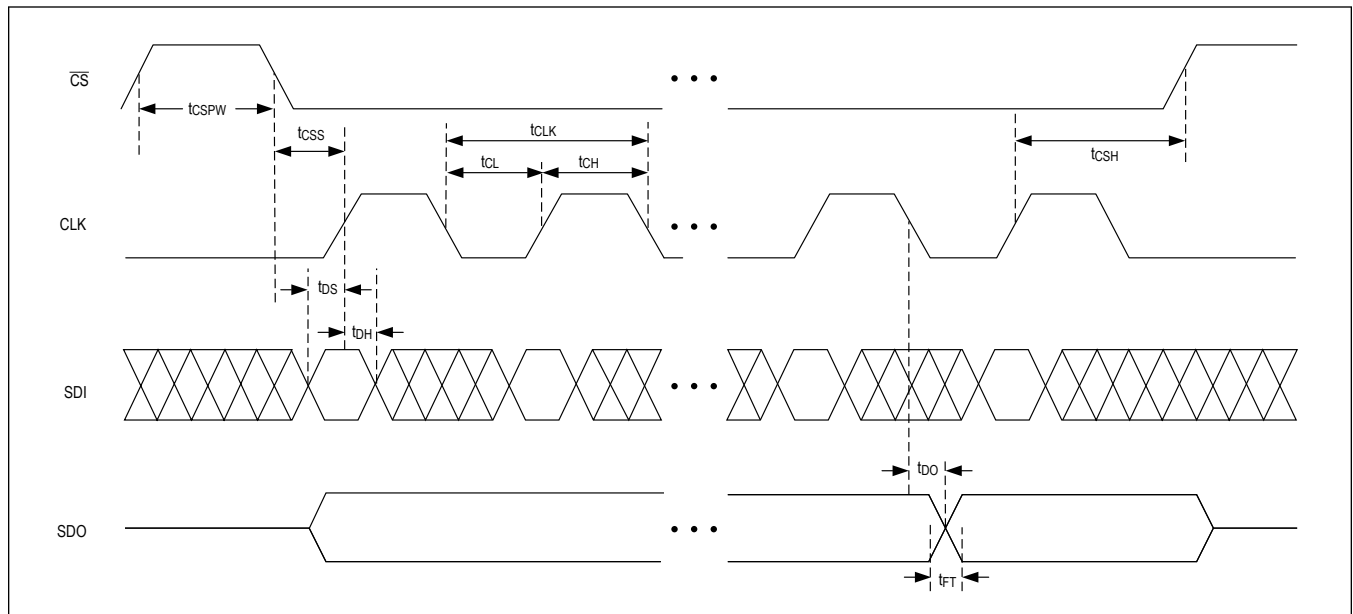 CS
tCSPW
tCSS
tCLK
tCL
tCH
tCSH
CLK
tDS
tDH
SDI
tDO
SDO
tFT